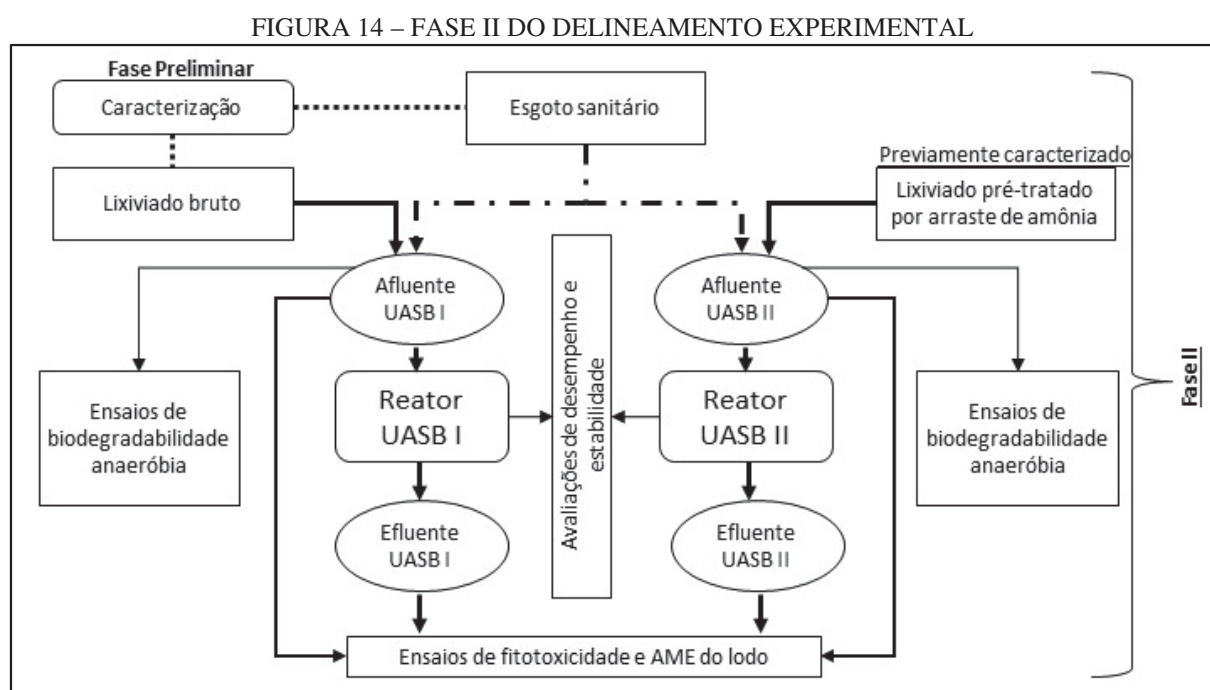 FIGURA 14 – FASE II DO DELINEAMENTO EXPERIMENTAL
Fase Preliminar
Caracterização
Esgoto sanitário
Lixiviado bruto
Previamente caracterizado
Lixiviado pré-tratado
por arraste de amônia
Afluente
UASB I
Afluente
UASB II
Avaliações de desempenho e
estabilidade
Ensaios de
biodegradabilidade
anaeróbia
Reator
UASB I
Reator
UASB II
Ensaios de
biodegradabilidade
anaeróbia
Fase II
Efluente
UASB I
Efluente
UASB II
Ensaios de fitotoxicidade e AME do lodo